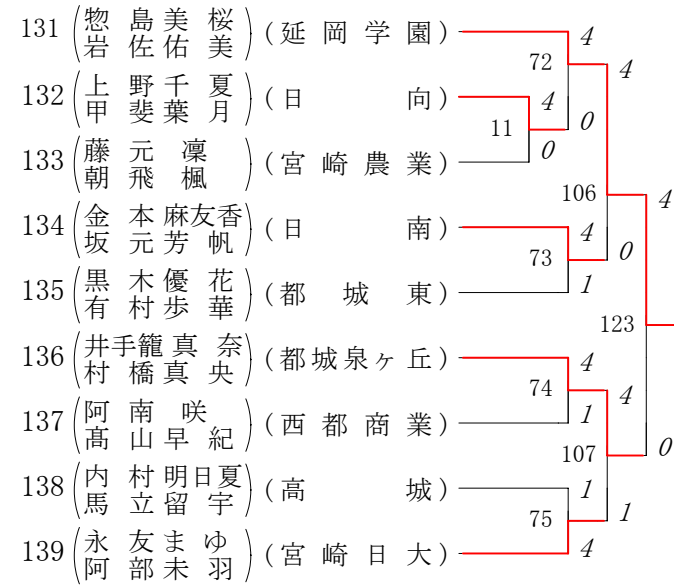 惣島美桜
131 (延岡学園) 4
岩佐佑美
72 4
上野千夏
132 (日向) 4 0
甲斐葉月
11
藤元凜
133 (宮崎農業) 0
朝飛楓
106 4
金本麻友香
134 (日南) 4 0
坂元芳帆
73
黒木優花
135 (都城東) 1
有村歩華
123
井手籠真奈
136 (都城泉ヶ丘) 4
村橋真央
74 4
阿南咲
137 (西都商業) 1
髙山早紀
107 0
内村明日夏
138 (高城) 1
馬立留宇
75 1
永友まゆ
139 (宮崎日大) 4
阿部未羽